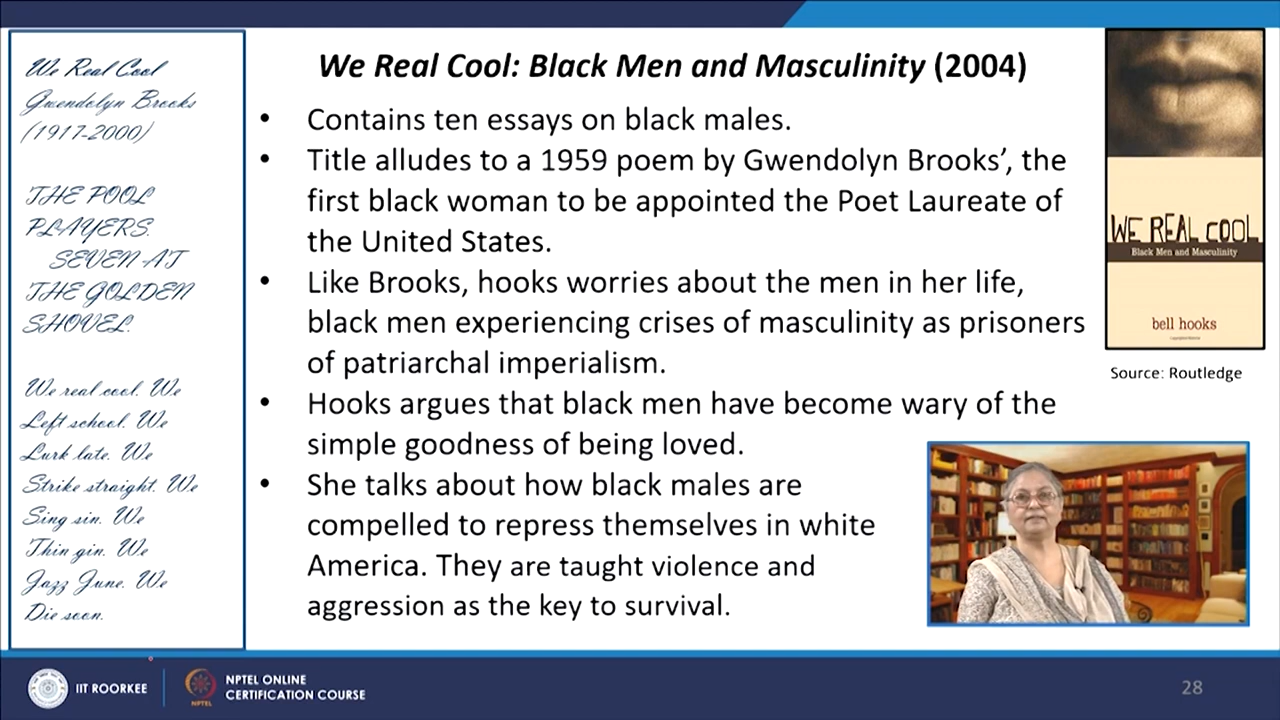 We Real Cool
Gwendolyn Brooks
(1917-2000)
THE POOL
PLAYERS.
SEVEN AT
THE GOLDEN
SHOVEL.
We real cool. We
Left school. We
Lurk late. We
Strike straight. We
Sing sin. We
Thin gin. We
Jazz June. We
Die soon.
We Real Cool: Black Men and Masculinity (2004)
• Contains ten essays on black males.
• Title alludes to a 1959 poem by Gwendolyn Brooks’, the
first black woman to be appointed the Poet Laureate of
the United States.
• Like Brooks, hooks worries about the men in her life,
black men experiencing crises of masculinity as prisoners
of patriarchal imperialism.
• Hooks argues that black men have become wary of the
simple goodness of being loved.
• She talks about how black males are
compelled to repress themselves in white
America. They are taught violence and
aggression as the key to survival.
WE REAL COOL
Black Men and Masculinity
bell hooks
Source: Routledge
IIT ROORKEE
NPTEL
NPTEL ONLINE
CERTIFICATION COURSE
28